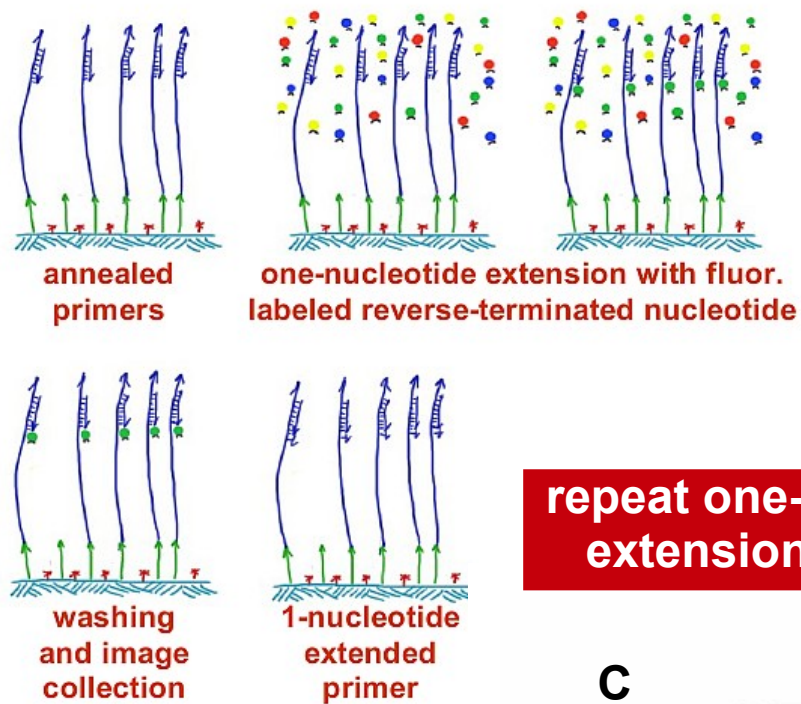 annealed
primers
one-nucleotide extension with fluor.
labeled reverse-terminated nucleotide
washing
and image
collection
1-nucleotide
extended
primer
repeat one-
extension
C